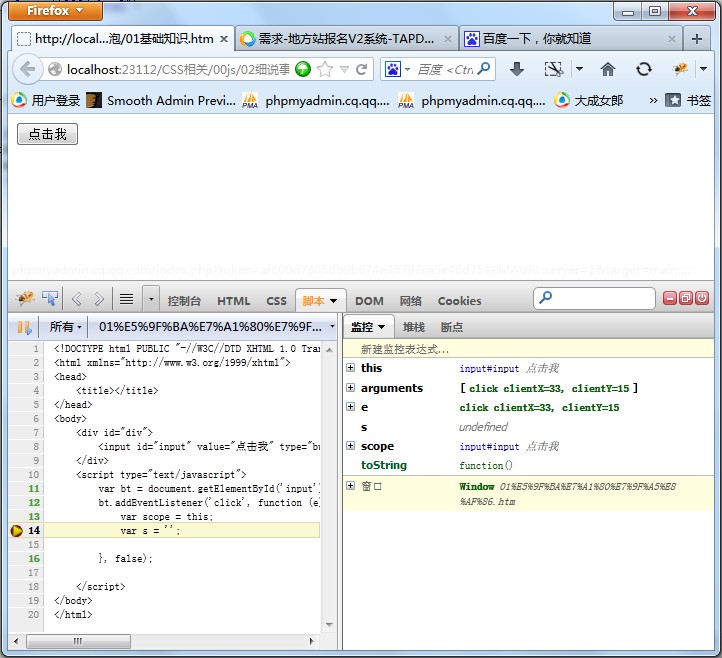 Firefox
http://local...泡/01基础知识.htm
需求-地方站报名V2系统-TAPD...
百度一下，你就知道
localhost:23112/CSS相关/00js/02细说事
百度 <Ctr
用户登录 Smooth Admin Previ... phpmyadmin.cq.qq.... phpmyadmin.cq.qq.... 大成女郎 » 书签
点击我
控制台 HTML CSS 脚本 DOM 网络 Cookies
所有 01%E5%9F%BA%E7%A1%80%E7%9F...
监控 堆栈 断点
1 <!DOCTYPE html PUBLIC "-//W3C//DTD XHTML 1.0 Tran
2 <html xmlns="http://www.w3.org/1999/xhtml">
3 <head>
4 <title></title>
5 </head>
6 <body>
7 <div id="div">
8 <input id="input" value="点击我" type="bu
9 </div>
10 <script type="text/javascript">
11 var bt = document.getElementById('input')
12 bt.addEventListener('click', function (e)
13 var scope = this;
14 var s = '';
15
16 }, false);
17
18 </script>
19 </body>
20 </html>
新建监控表达式...
this input#input 点击我
arguments [ click clientX=33, clientY=15 ]
e click clientX=33, clientY=15
s undefined
scope input#input 点击我
toString function()
窗口 Window 01%E5%9F%BA%E7%A1%80%E7%9F%A5%E8
%AF%86.htm